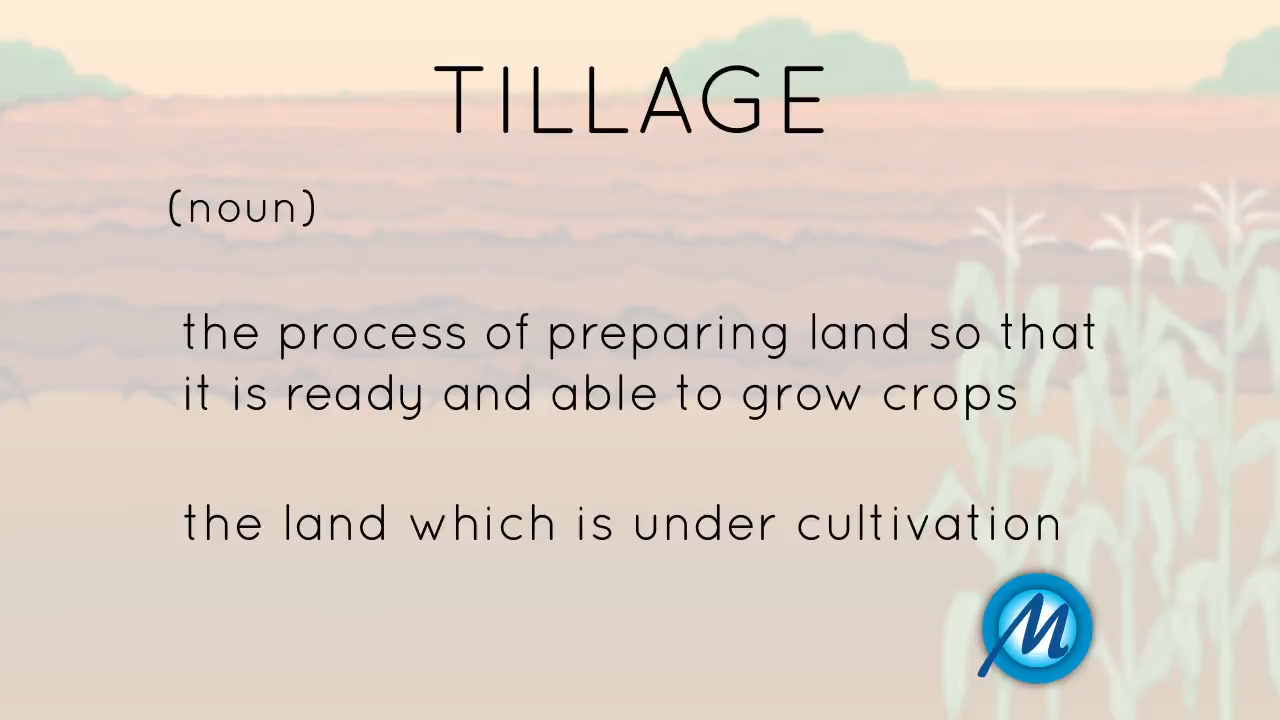 TILLAGE
(noun)
the process of preparing land so that
it is ready and able to grow crops
the land which is under cultivation
M